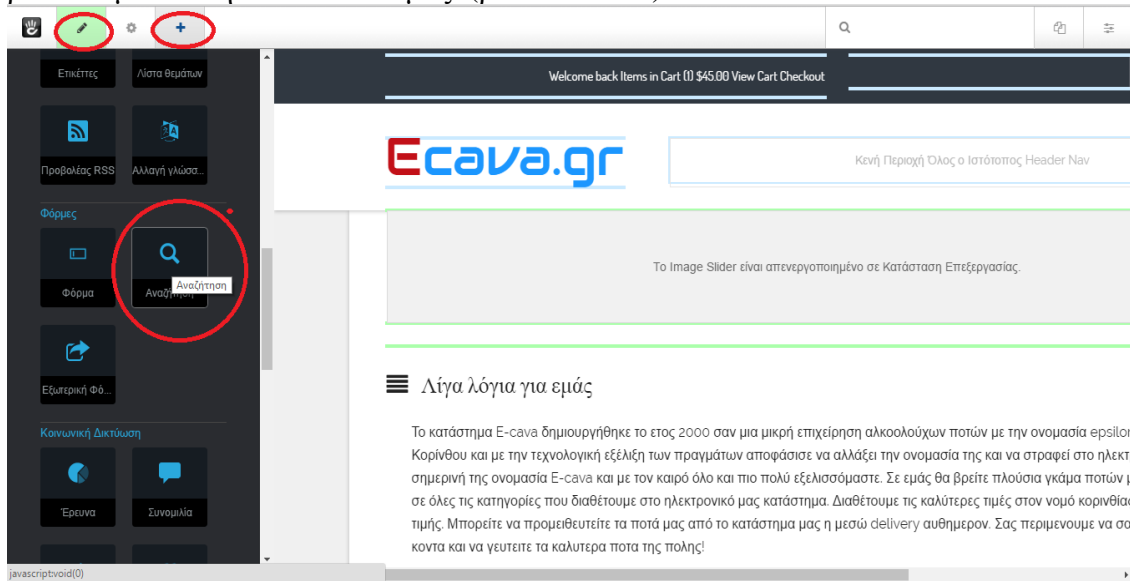 Ετικέττες
Λίστα θεμάτων
Προβολέας RSS
Αλλαγή γλώσσ...
Φόρμες
Φόρμα
Αναζήτηση
Αναζήτηση
Εξωτερική Φό...
Κοινωνική Δικτύωση
Έρευνα
Συνομιλία
javascript:void(0)
Welcome back Items in Cart (1) $45.00 View Cart Checkout
Ecava.gr
Κενή Περιοχή Όλος ο Ιστότοπος Header Nav
Το Image Slider είναι απενεργοποιημένο σε Κατάσταση Επεξεργασίας.
Λίγα λόγια για εμάς
Το κατάστημα E-cava δημιουργήθηκε το ετος 2000 σαν μια μικρή επιχείρηση αλκοολούχων ποτών με την ονομασία epsilon
Κορίνθου και με την τεχνολογική εξέλιξη των πραγμάτων αποφάσισε να αλλάξει την ονομασία της και να στραφεί στο ηλεκτ
σημερινή της ονομασία E-cava και με τον καιρό όλο και πιο πολύ εξελισσόμαστε. Σε εμάς θα βρείτε πλούσια γκάμα ποτών μ
σε όλες τις κατηγορίες που διαθέτουμε στο ηλεκτρονικό μας κατάστημα. Διαθέτουμε τις καλύτερες τιμές στον νομό κορινθίας
τιμής. Μπορείτε να προμειθευτείτε τα ποτά μας από το κατάστημα μας η μεσώ delivery αυθημερον. Σας περιμενουμε να σα
κοντα και να γευτειτε τα καλυτερα ποτα της πολης!